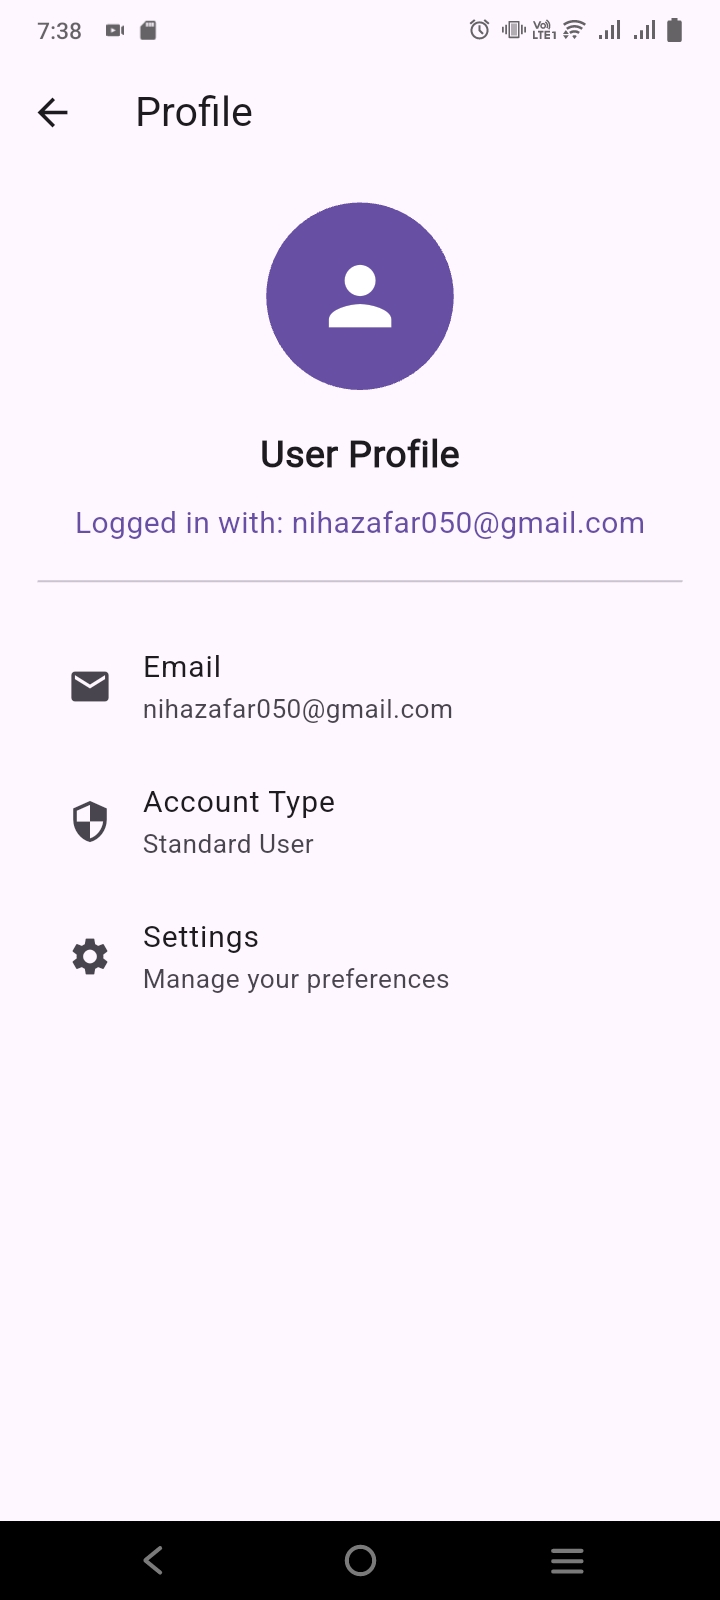 7:38
Vo)) LTE1
Profile
User Profile
Logged in with: nihazafar050@gmail.com
Email
nihazafar050@gmail.com
Account Type
Standard User
Settings
Manage your preferences